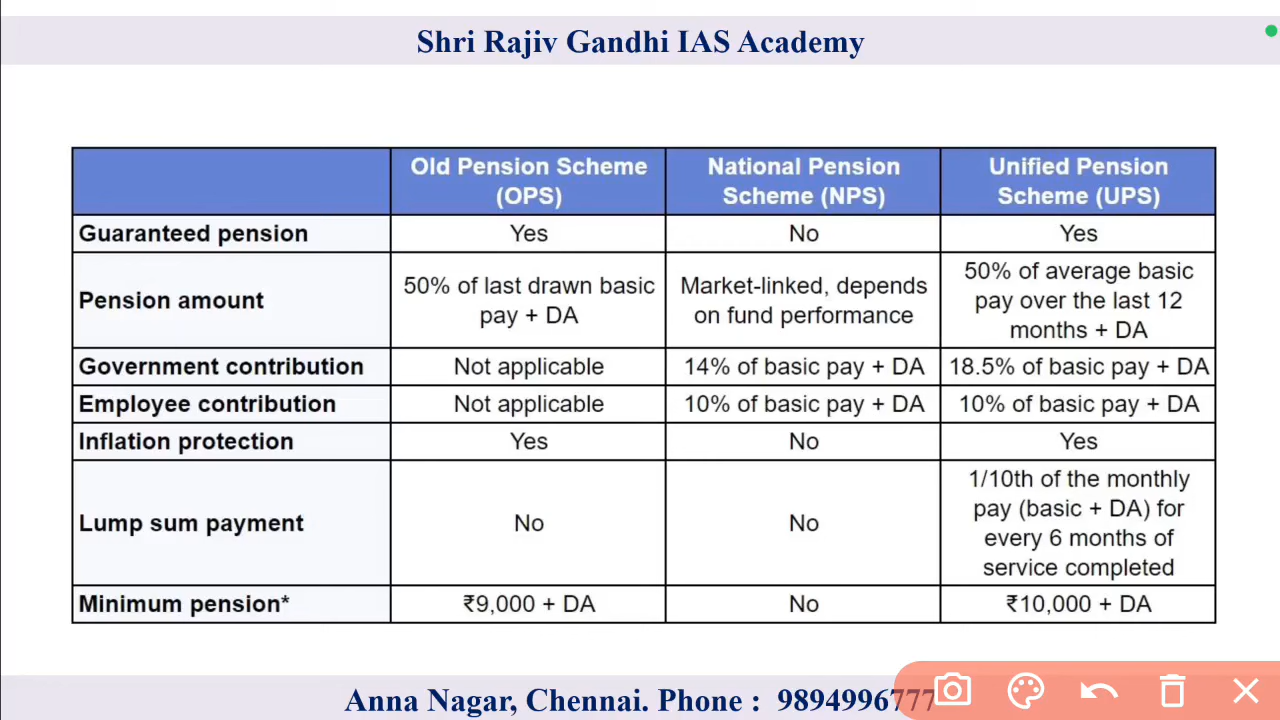 Shri Rajiv Gandhi IAS Academy
Old Pension Scheme
(OPS)
National Pension
Scheme (NPS)
Unified Pension
Scheme (UPS)
Guaranteed pension
Yes
No
Yes
Pension amount
50% of last drawn basic
pay + DA
Market-linked, depends
on fund performance
50% of average basic
pay over the last 12
months + DA
Government contribution
Not applicable
14% of basic pay + DA
18.5% of basic pay + DA
Employee contribution
Not applicable
10% of basic pay + DA
10% of basic pay + DA
Inflation protection
Yes
No
Yes
Lump sum payment
No
No
1/10th of the monthly
pay (basic + DA) for
every 6 months of
service completed
Minimum pension*
₹9,000 + DA
No
₹10,000 + DA
Anna Nagar, Chennai. Phone : 9894996777